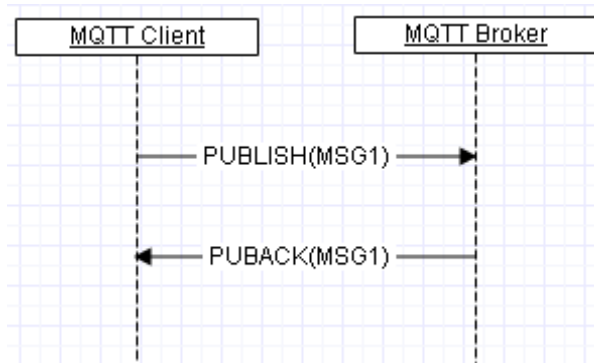 MQTT Client
MQTT Broker
PUBLISH(MSG1)
PUBACK(MSG1)